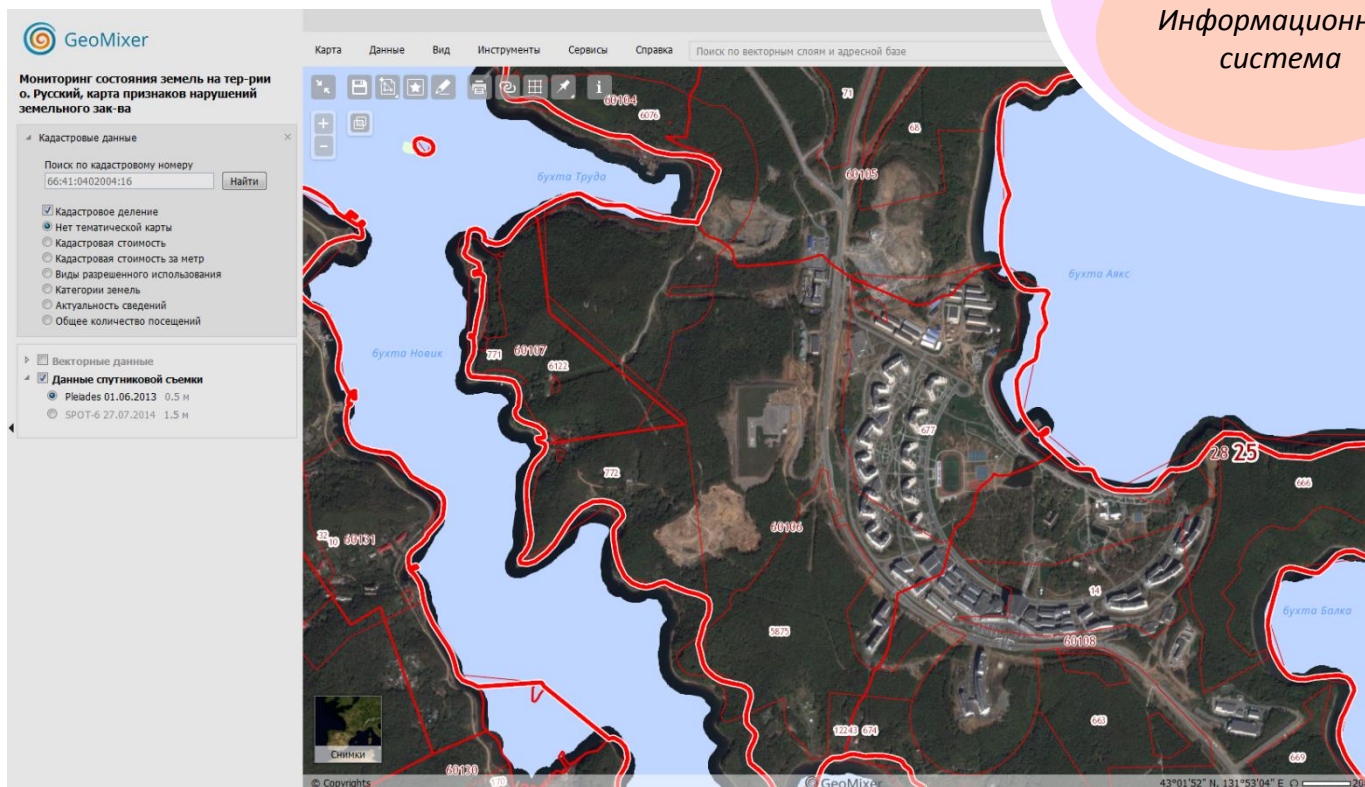 Информационн
система
GeoMixer
Карта Данные Вид Инструменты Сервисы Справка Поиск по векторным слоям и адресной базе
Мониторинг состояния земель на тер-рии
о. Русский, карта признаков нарушений
земельного зак-ва
Кадастровые данные
Поиск по кадастровому номеру
66:41:0402004:16 Найти
Кадастровое деление
Нет тематической карты
Кадастровая стоимость
Кадастровая стоимость за метр
Виды разрешенного использования
Категории земель
Актуальность сведений
Общее количество посещений
Векторные данные
Данные спутниковой съемки
Pleiades 01.06.2013 0.5 м
SPOT-6 27.07.2014 1.5 м
60104
6076
71
68
бухта Труда
60105
бухта Аякс
бухта Новик
771
60107
6122
677
28 25
666
772
60106
32
10
60131
14
бухта Балка
5875
60108
12243 674
663
669
Снимки
60120
170
© Copyrights
GeoMixer
43°01'52" N, 131°53'04" E